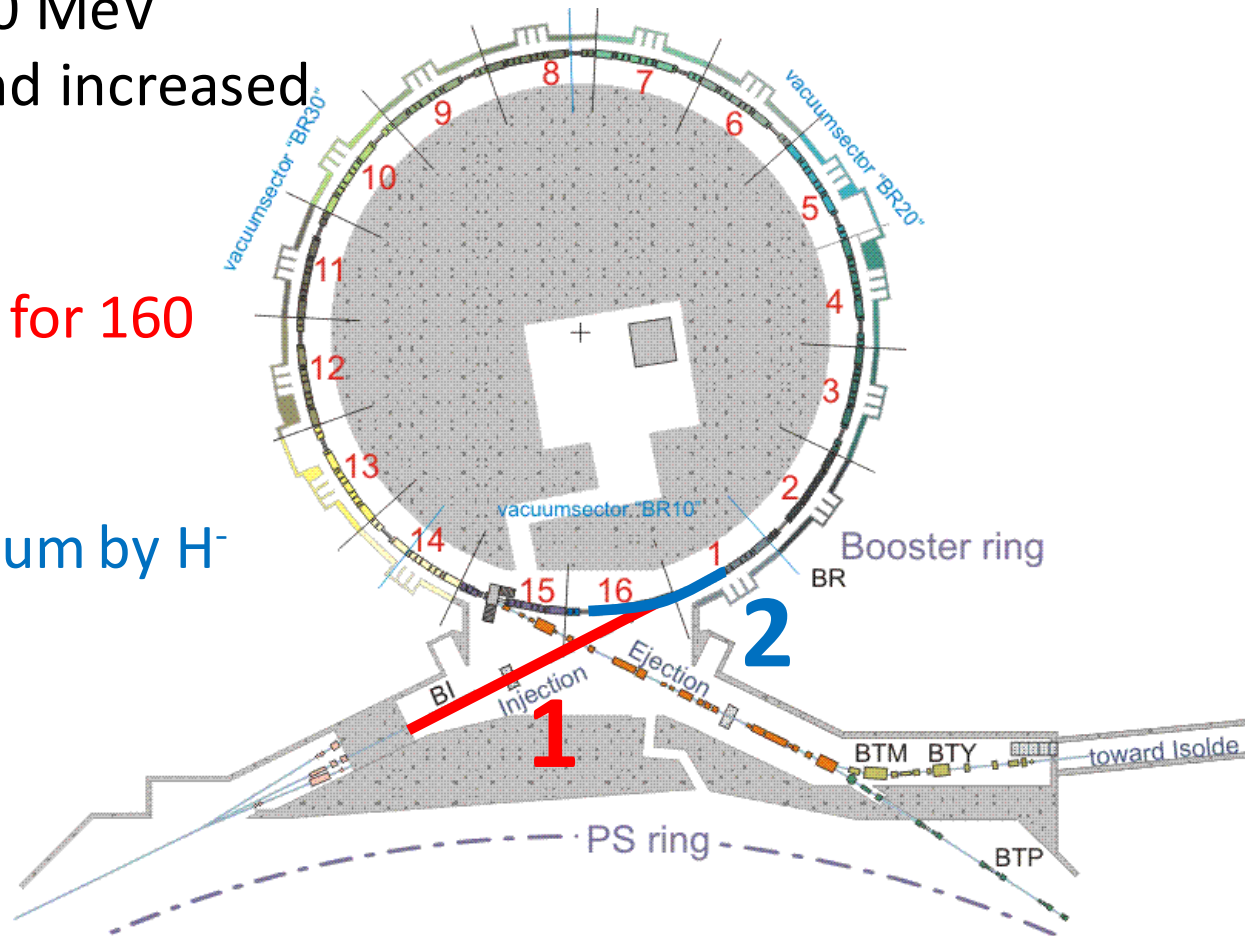 0 MeV
nd increased
for 160
um by H-
8
7
9
6
vacuumsector "BR30"
vacuumsector "BR20"
10
5
11
4
12
3
13
2
vacuumsector "BR10"
14
1
Booster ring
BR
15
16
2
Ejection
BI
Injection
1
BTM
BTY
toward Isolde
PS ring
BTP